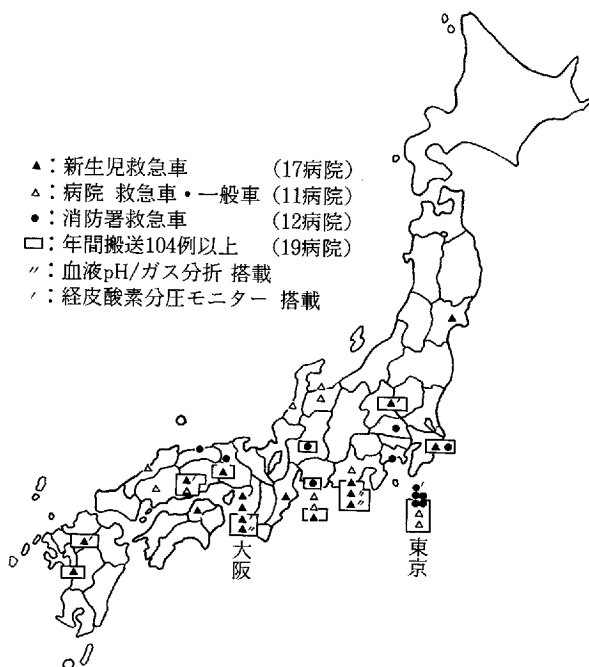 ▲：新生児救急車 (17病院)
△：病院 救急車・一般車 (11病院)
●：消防署救急車 (12病院)
□：年間搬送104例以上 (19病院)
〃：血液pH/ガス分折 搭載
′：経皮酸素分圧モニター 搭載
大阪
東京